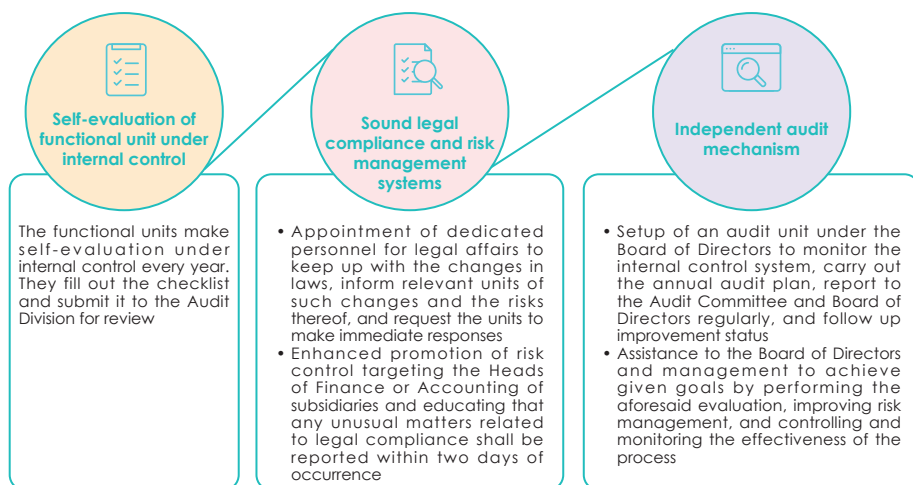 Self-evaluation of
functional unit under
internal control
The functional units make
self-evaluation under
internal control every year.
They fill out the checklist
and submit it to the Audit
Division for review
Sound legal
compliance and risk
management
systems
• Appointment of dedicated
personnel for legal affairs to
keep up with the changes in
laws, inform relevant units of
such changes and the risks
thereof, and request the units to
make immediate responses
• Enhanced promotion of risk
control targeting the Heads
of Finance or Accounting of
subsidiaries and educating that
any unusual matters related
to legal compliance shall be
reported within two days of
occurrence
Independent audit
mechanism
• Setup of an audit unit under the
Board of Directors to monitor the
internal control system, carry out
the annual audit plan, report to
the Audit Committee and Board of
Directors regularly, and follow up
improvement status
• Assistance to the Board of Directors
and management to achieve
given goals by performing the
aforesaid evaluation, improving risk
management, and controlling and
monitoring the effectiveness of the
process